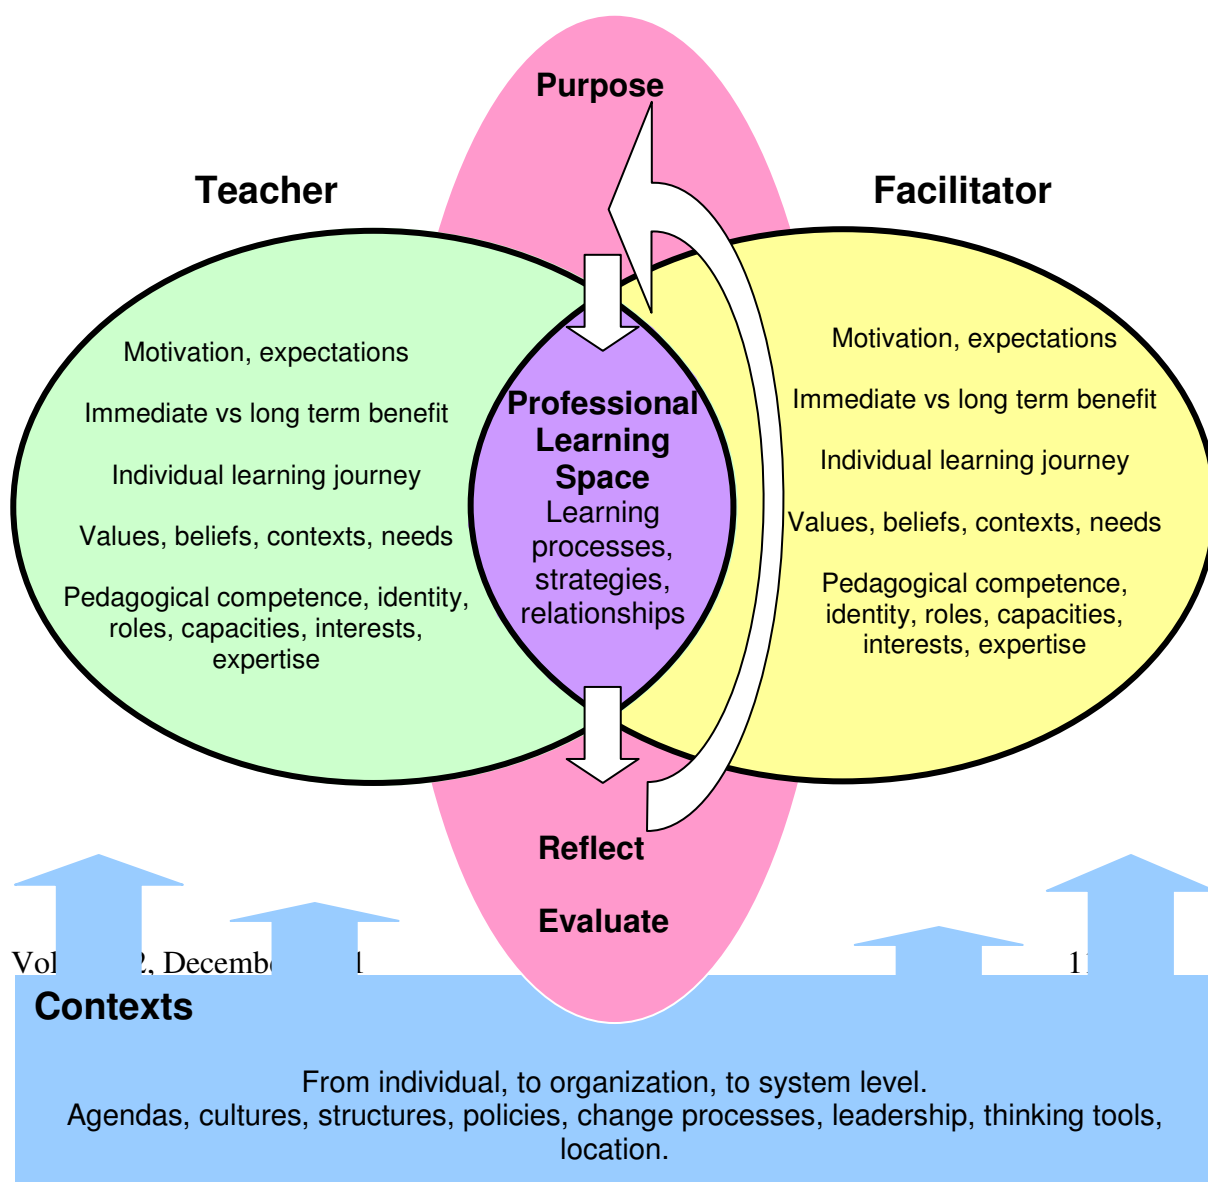 Purpose
Teacher
Facilitator
Motivation, expectations
Immediate vs long term benefit
Individual learning journey
Values, beliefs, contexts, needs
Pedagogical competence, identity,
roles, capacities, interests,
expertise
Professional
Learning
Space
Learning
processes,
strategies,
relationships
Motivation, expectations
Immediate vs long term benefit
Individual learning journey
Values, beliefs, contexts, needs
Pedagogical competence,
identity, roles, capacities,
interests, expertise
Reflect
Evaluate
2, December
Contexts
From individual, to organization, to system level.
Agendas, cultures, structures, policies, change processes, leadership, thinking tools,
location.